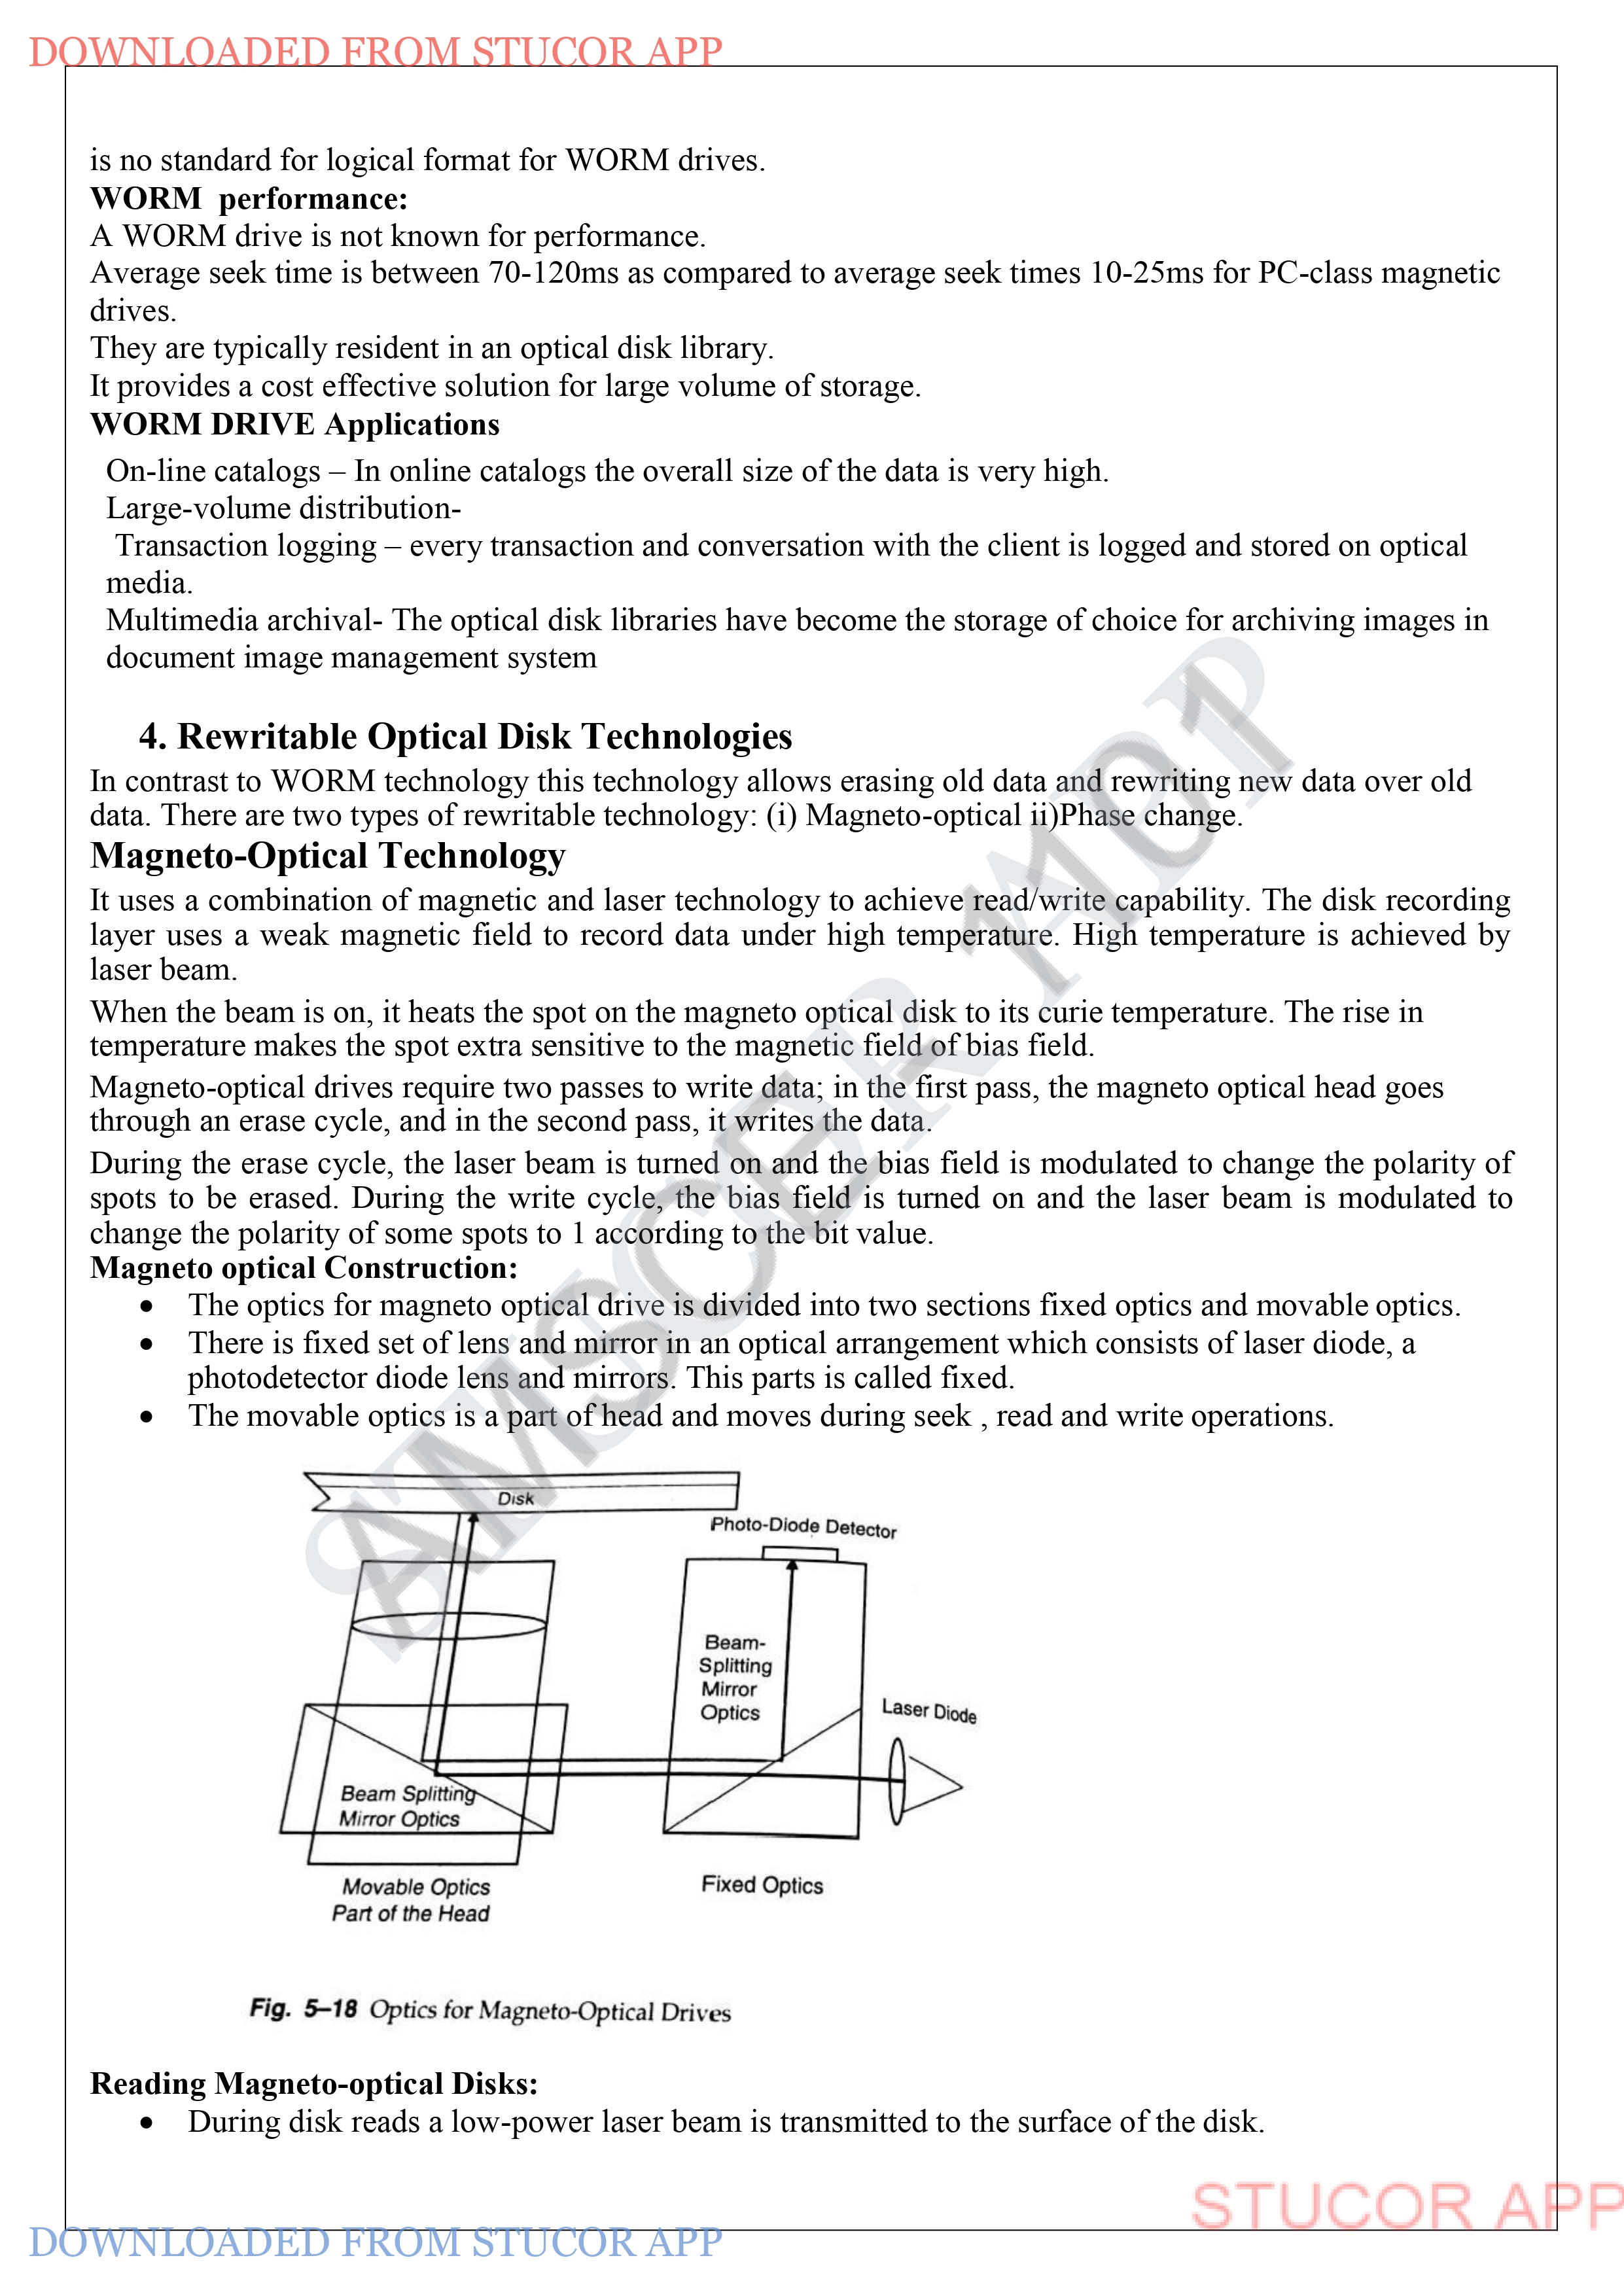 DOWNLOADED FROM STUCOR APP
is no standard for logical format for WORM drives.
WORM  performance:
A WORM drive is not known for performance.
Average seek time is between 70-120ms as compared to average seek times 10-25ms for PC-class magnetic
drives.
They are typically resident in an optical disk library.
It provides a cost effective solution for large volume of storage.
WORM DRIVE Applications
On-line catalogs – In online catalogs the overall size of the data is very high.
Large-volume distribution-
Transaction logging – every transaction and conversation with the client is logged and stored on optical
media.
Multimedia archival- The optical disk libraries have become the storage of choice for archiving images in
document image management system
4. Rewritable Optical Disk Technologies
In contrast to WORM technology this technology allows erasing old data and rewriting new data over old
data. There are two types of rewritable technology: (i) Magneto-optical ii)Phase change.
Magneto-Optical Technology
It uses a combination of magnetic and laser technology to achieve read/write capability. The disk recording
layer uses a weak magnetic field to record data under high temperature. High temperature is achieved by
laser beam.
When the beam is on, it heats the spot on the magneto optical disk to its curie temperature. The rise in
temperature makes the spot extra sensitive to the magnetic field of bias field.
Magneto-optical drives require two passes to write data; in the first pass, the magneto optical head goes
through an erase cycle, and in the second pass, it writes the data.
During the erase cycle, the laser beam is turned on and the bias field is modulated to change the polarity of
spots to be erased. During the write cycle, the bias field is turned on and the laser beam is modulated to
change the polarity of some spots to 1 according to the bit value.
Magneto optical Construction:
• The optics for magneto optical drive is divided into two sections fixed optics and movable optics.
• There is fixed set of lens and mirror in an optical arrangement which consists of laser diode, a
photodetector diode lens and mirrors. This parts is called fixed.
• The movable optics is a part of head and moves during seek , read and write operations.
Disk
Photo-Diode Detector
Beam-
Splitting
Mirror
Optics
Laser Diode
Beam Splitting
Mirror Optics
Movable Optics
Part of the Head
Fixed Optics
Fig. 5–18 Optics for Magneto-Optical Drives
Reading Magneto-optical Disks:
• During disk reads a low-power laser beam is transmitted to the surface of the disk.
STUCOR APP
AMSCE 1101
STUCOR APP
DOWNLOADED FROM STUCOR APP